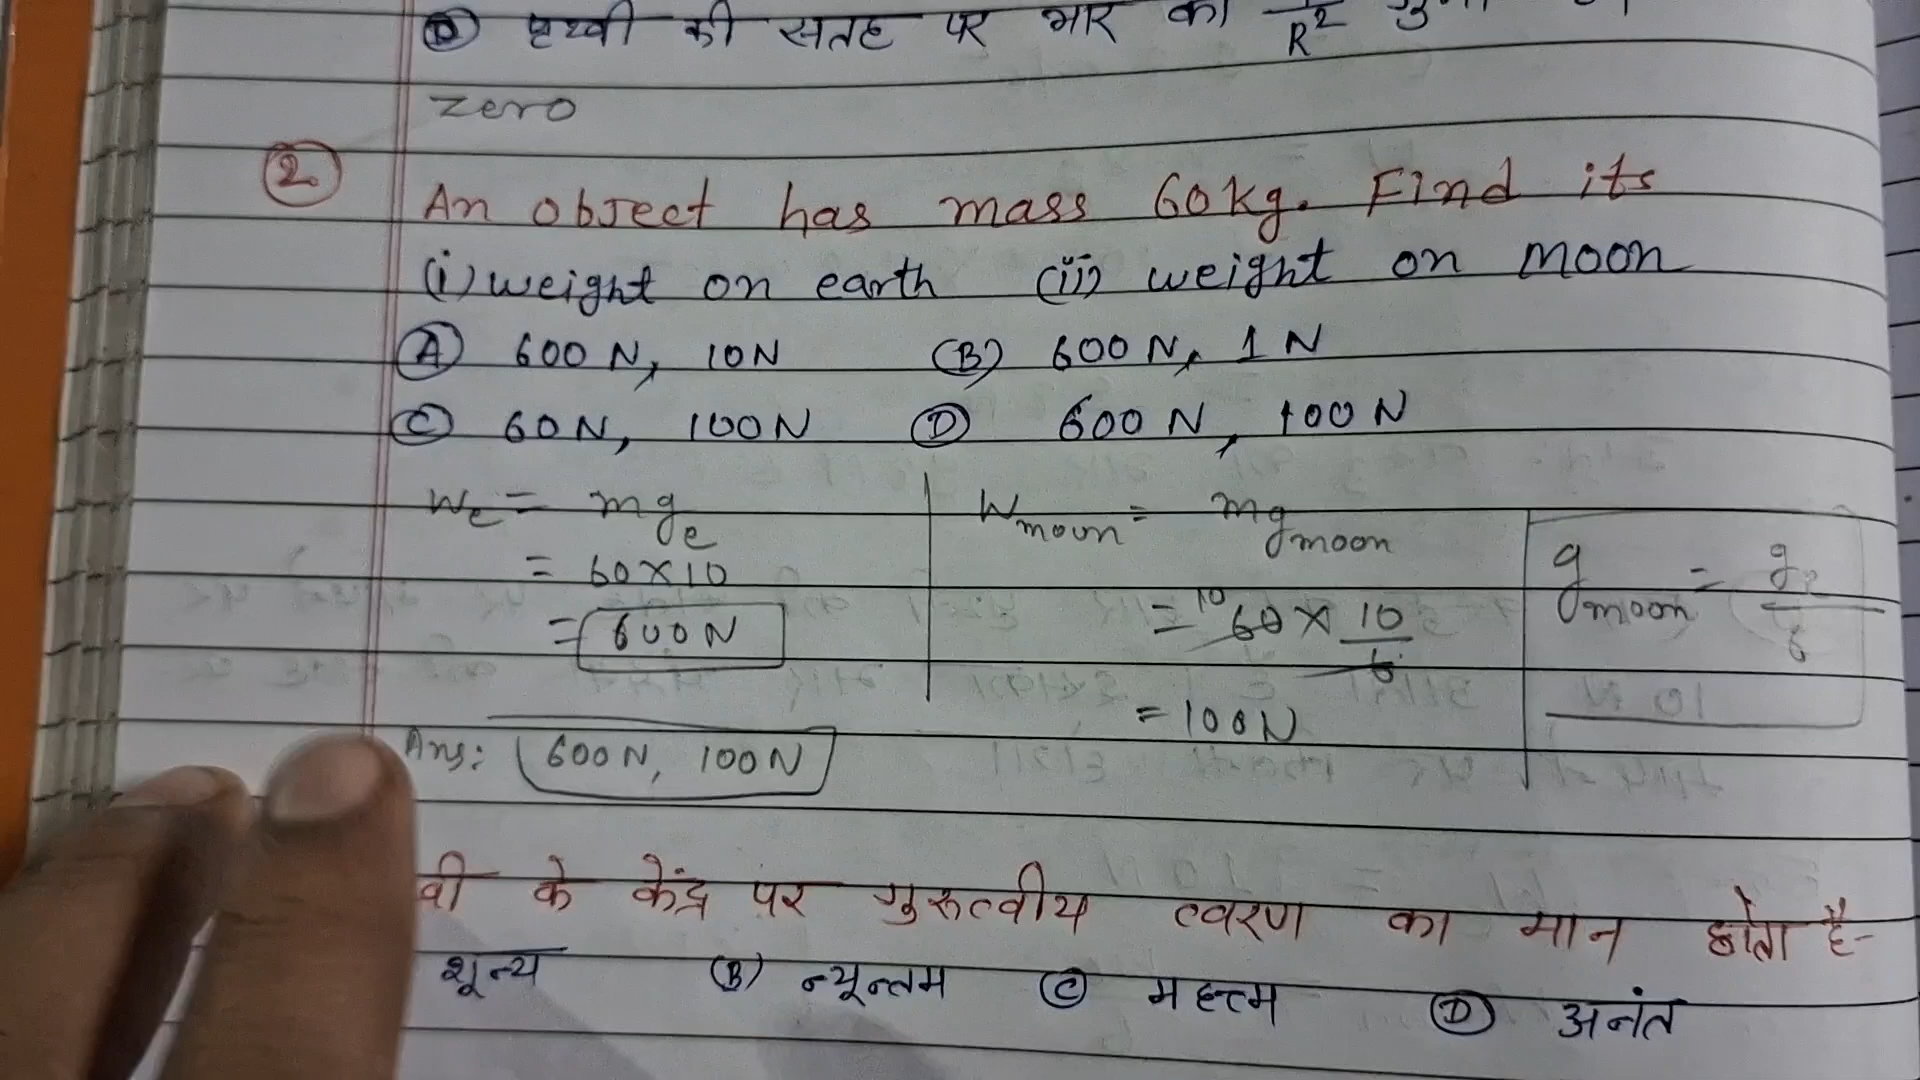 (D) पृथ्वी की सतह पर भार का R²
zero
2. An object has mass 60kg. Find its
(i) weight on earth (ii) weight on moon
(A) 600 N, 10N (B) 600 N, 1 N
(C) 60N, 100N (D) 600 N, 100 N
We = mge
= 60×10
= 600N
Wmoon = mgmoon
= 10 60 × 10/6
= 100N
gmoon = ge/6
Ans: 600N, 100N
वी के केंद्र पर गुरुत्वीय त्वरण का मान होता है-
शून्य (B) न्यूनतम (C) महत्तम (D) अनंत